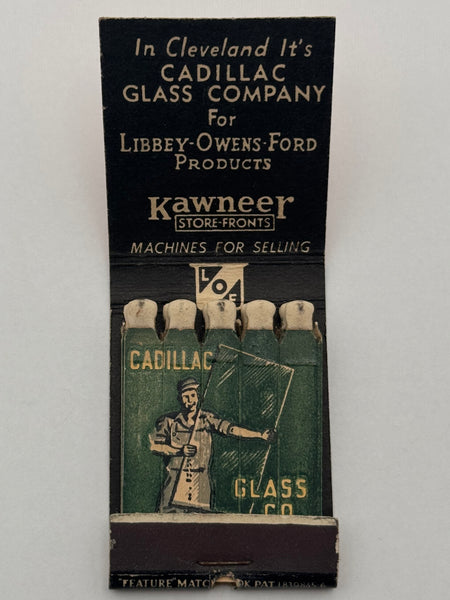 In Cleveland It's
CADILLAC
GLASS COMPANY
For
LIBBEY-OWENS-FORD
PRODUCTS
Kawneer
STORE-FRONTS
MACHINES FOR SELLING
L O F
CADILLAC
GLASS
CO
"FEATURE" MATCH PAT.